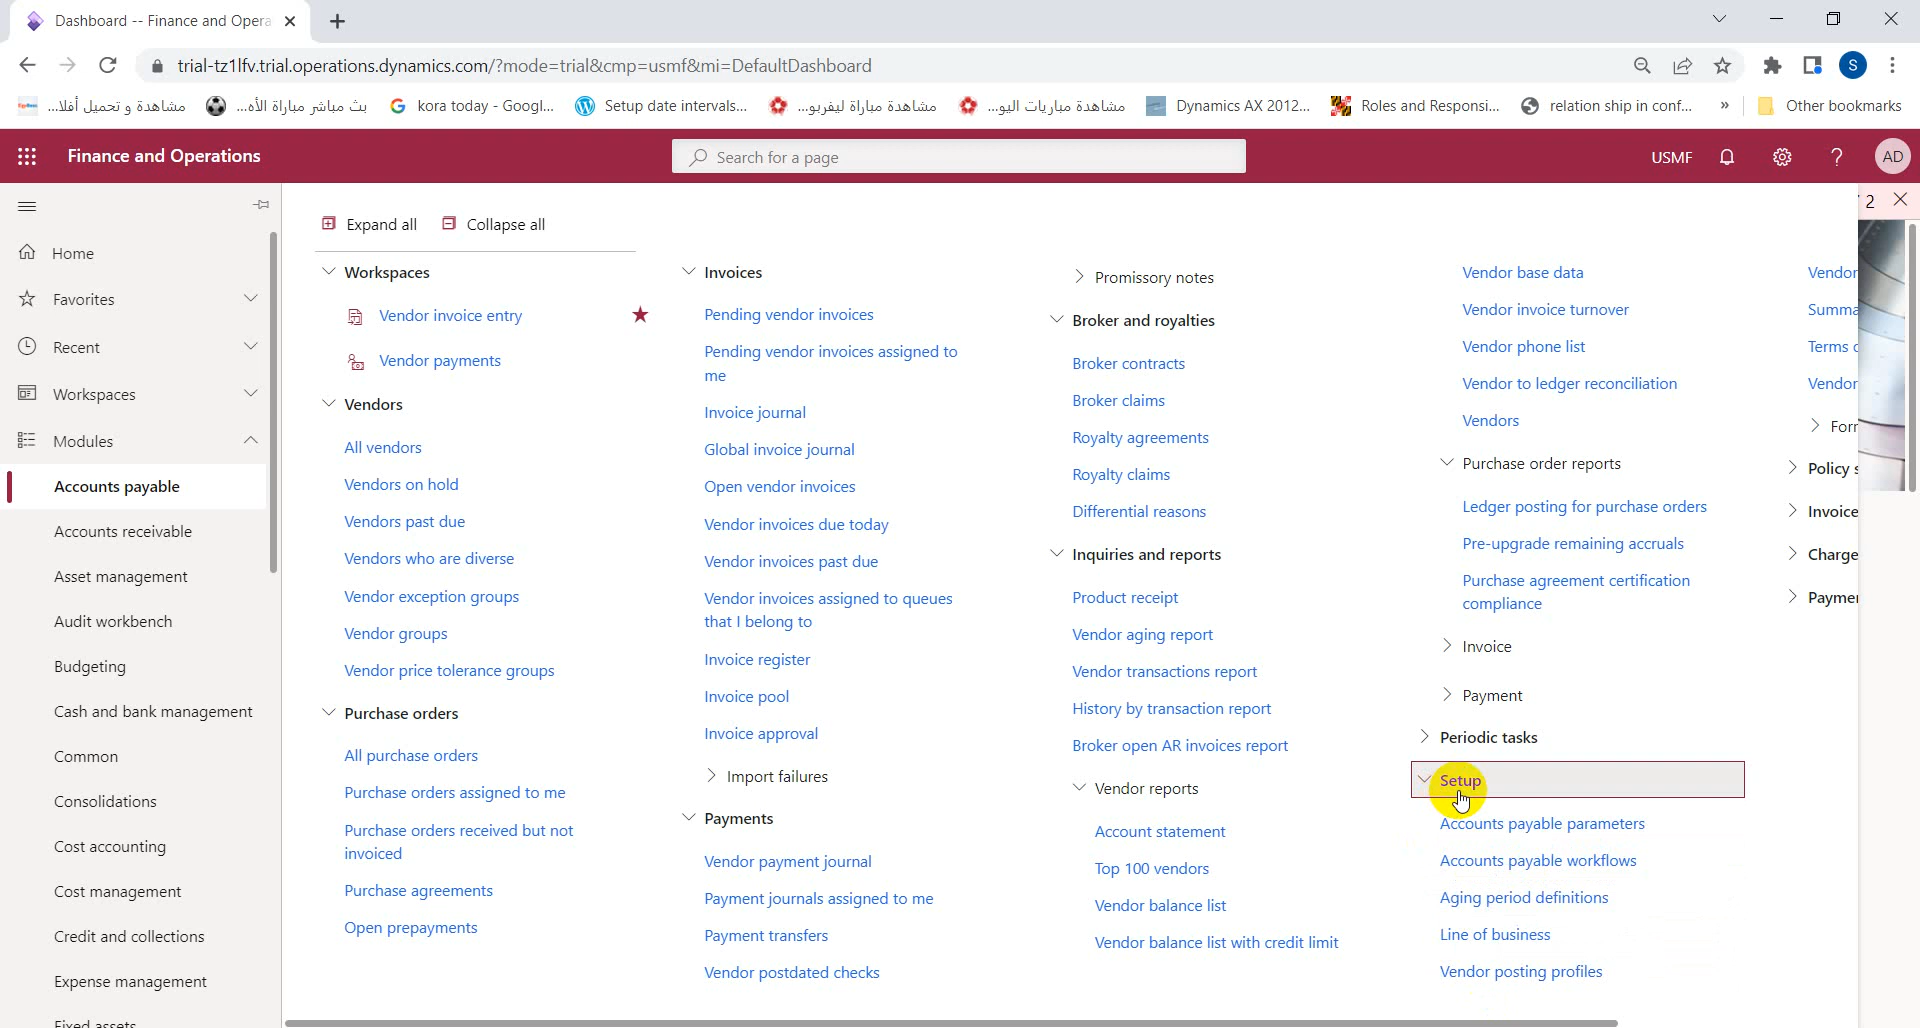 Dashboard -- Finance and Opera
trial-tz1lfv.trial.operations.dynamics.com/?mode=trial&cmp=usmf&mi=DefaultDashboard
S
مشاهدة و تحميل أفلا...
بث مباشر مباراة الأه...
kora today - Googl...
Setup date intervals...
مشاهدة مباراة ليفربو...
مشاهدة مباريات اليو...
Dynamics AX 2012...
Roles and Responsi...
relation ship in conf...
»
Other bookmarks
Finance and Operations
Search for a page
USMF
?
AD
2
Home
Favorites
Recent
Workspaces
Modules
Accounts payable
Accounts receivable
Asset management
Audit workbench
Budgeting
Cash and bank management
Common
Consolidations
Cost accounting
Cost management
Credit and collections
Expense management
Fixed assets
Expand all
Collapse all
Workspaces
Vendor invoice entry
Vendor payments
Vendors
All vendors
Vendors on hold
Vendors past due
Vendors who are diverse
Vendor exception groups
Vendor groups
Vendor price tolerance groups
Purchase orders
All purchase orders
Purchase orders assigned to me
Purchase orders received but not
invoiced
Purchase agreements
Open prepayments
Invoices
Pending vendor invoices
Pending vendor invoices assigned to
me
Invoice journal
Global invoice journal
Open vendor invoices
Vendor invoices due today
Vendor invoices past due
Vendor invoices assigned to queues
that I belong to
Invoice register
Invoice pool
Invoice approval
Import failures
Payments
Vendor payment journal
Payment journals assigned to me
Payment transfers
Vendor postdated checks
Promissory notes
Broker and royalties
Broker contracts
Broker claims
Royalty agreements
Royalty claims
Differential reasons
Inquiries and reports
Product receipt
Vendor aging report
Vendor transactions report
History by transaction report
Broker open AR invoices report
Vendor reports
Account statement
Top 100 vendors
Vendor balance list
Vendor balance list with credit limit
Vendor base data
Vendor invoice turnover
Vendor phone list
Vendor to ledger reconciliation
Vendors
Purchase order reports
Ledger posting for purchase orders
Pre-upgrade remaining accruals
Purchase agreement certification
compliance
Invoice
Payment
Periodic tasks
Setup
Accounts payable parameters
Accounts payable workflows
Aging period definitions
Line of business
Vendor posting profiles
Vendor
Summa
Terms
Vendor
Forr
Policy
Invoice
Charge
Paymer